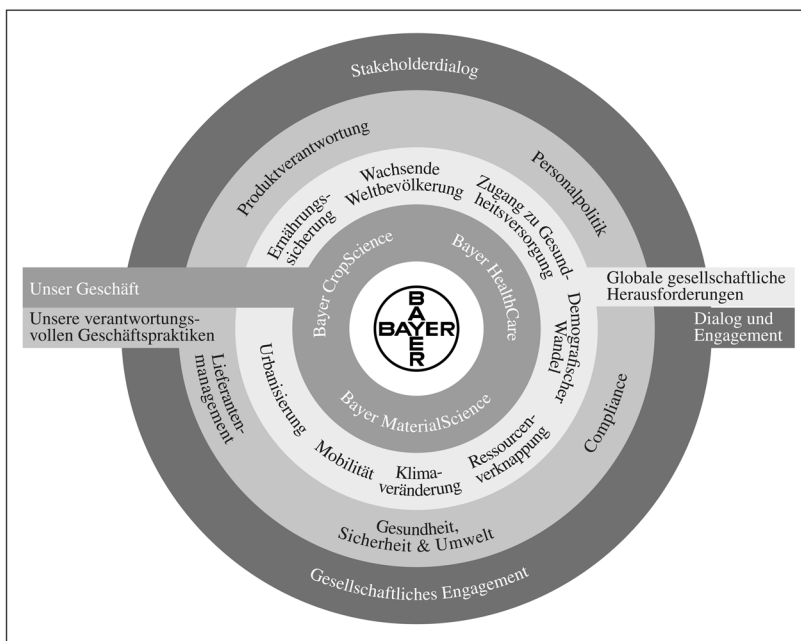 Stakeholderdialog
Produktverantwortung
Personalpolitik
Wachsende
Weltbevölkerung
Ernährungs-
sicherung
Zugang zu Gesund-
heitsversorgung
Bayer CropScience
Bayer HealthCare
Unser Geschäft
Globale gesellschaftliche
Herausforderungen
Unsere verantwortungs-
vollen Geschäftspraktiken
BAYER
BAYER
Dialog und
Engagement
Demografischer
Wandel
Lieferanten-
management
Urbanisierung
Bayer MaterialScience
Compliance
Mobilität
Klima-
veränderung
Ressourcen-
verknappung
Gesundheit,
Sicherheit & Umwelt
Gesellschaftliches Engagement